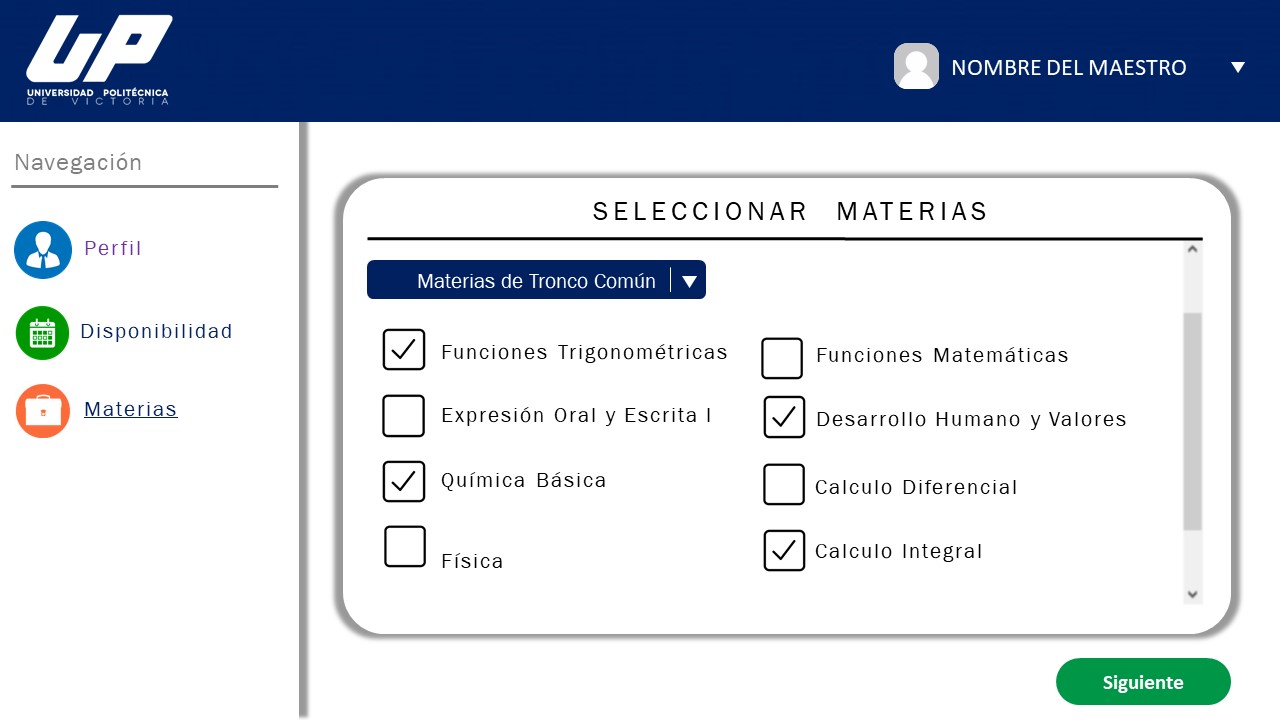 UP
UNIVERSIDAD POLITÉCNICA
DE VICTORIA
NOMBRE DEL MAESTRO
Navegación
Perfil
Disponibilidad
Materias
SELECCIONAR MATERIAS
Materias de Tronco Común
Funciones Trigonométricas
Funciones Matemáticas
Expresión Oral y Escrita I
Desarrollo Humano y Valores
Química Básica
Calculo Diferencial
Física
Calculo Integral
Siguiente